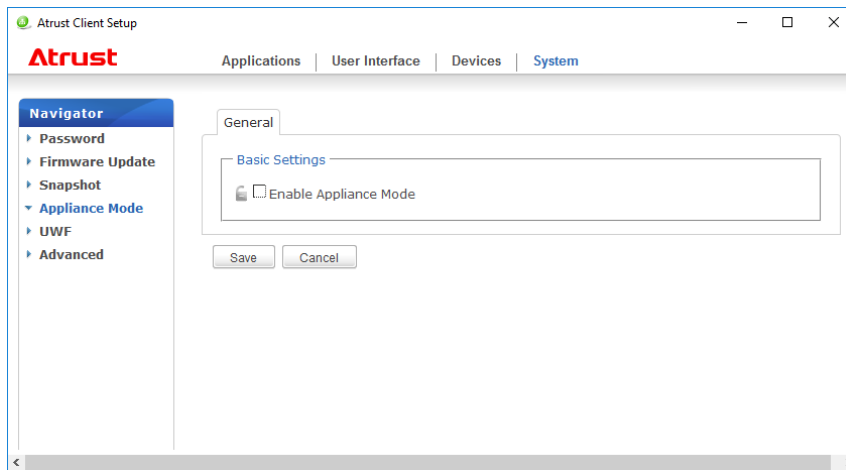 Atrust Client Setup
Atrust
Applications | User Interface | Devices | System
Navigator
Password
Firmware Update
Snapshot
Appliance Mode
UWF
Advanced
General
Basic Settings
Enable Appliance Mode
Save Cancel